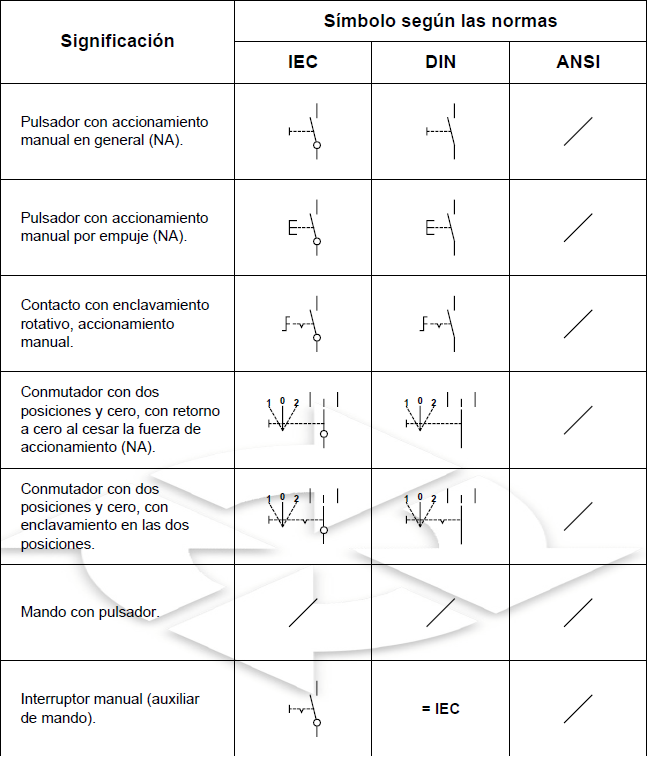 Significación
Símbolo según las normas
IEC
DIN
ANSI
Pulsador con accionamiento
manual en general (NA).
Pulsador con accionamiento
manual por empuje (NA).
Contacto con enclavamiento
rotativo, accionamiento
manual.
Conmutador con dos
posiciones y cero, con retorno
a cero al cesar la fuerza de
accionamiento (NA).
1 0 2
1 0 2
Conmutador con dos
posiciones y cero, con
enclavamiento en las dos
posiciones.
1 0 2
1 0 2
Mando con pulsador.
Interruptor manual (auxiliar
de mando).
= IEC